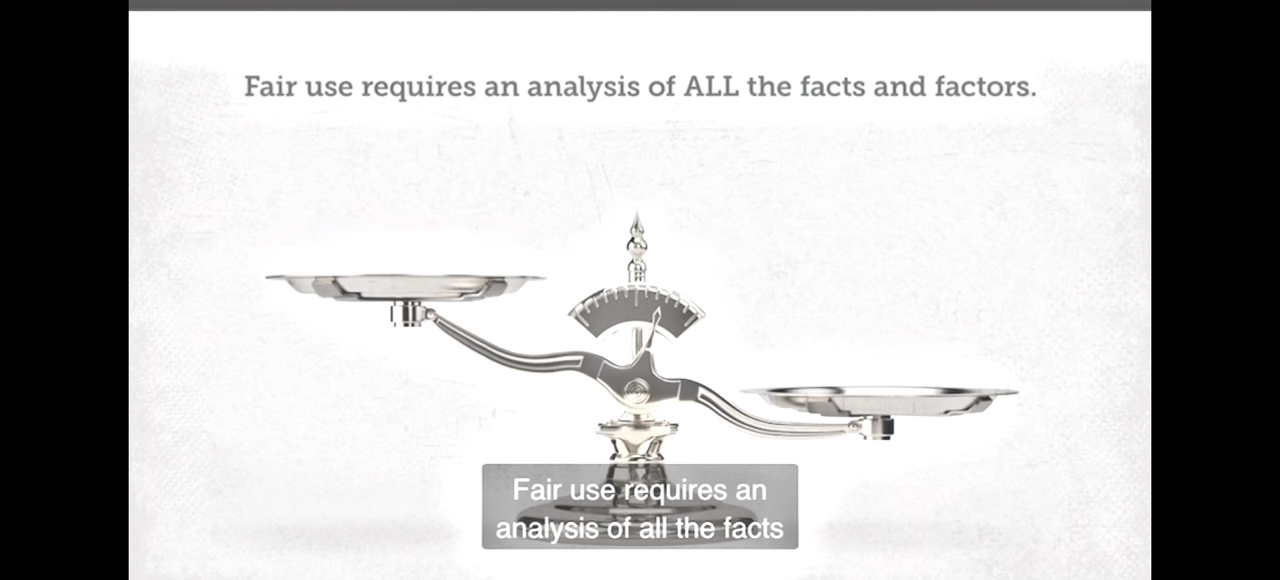 Fair use requires an analysis of ALL the facts and factors.
Fair use requires an
analysis of all the facts